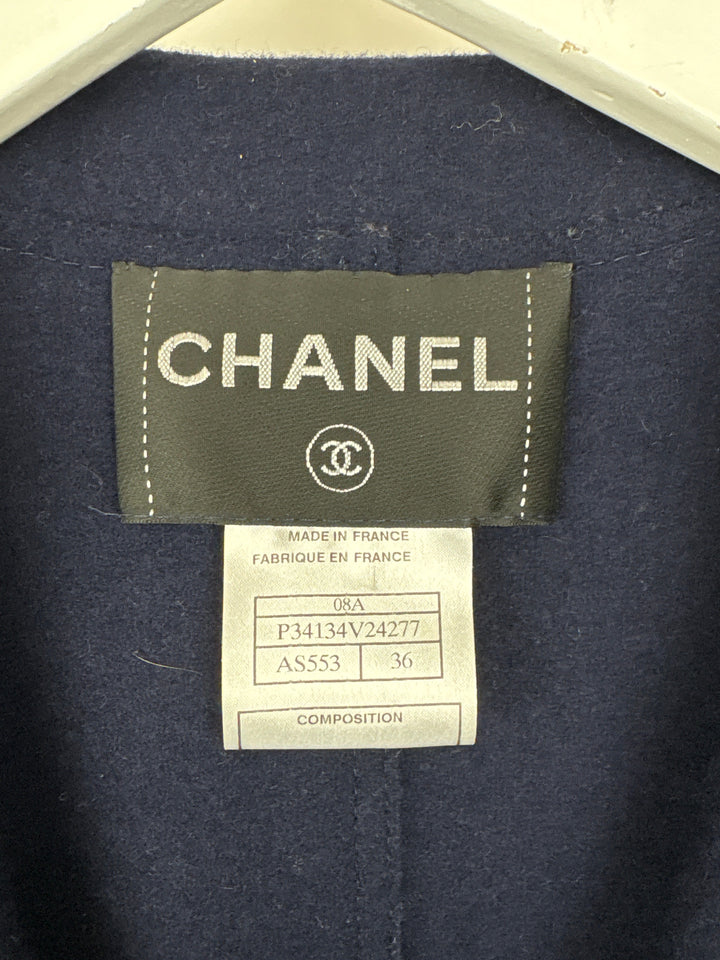 CHANEL
MADE IN FRANCE
FABRIQUE EN FRANCE
08A
P34134V24277
AS553 36
COMPOSITION